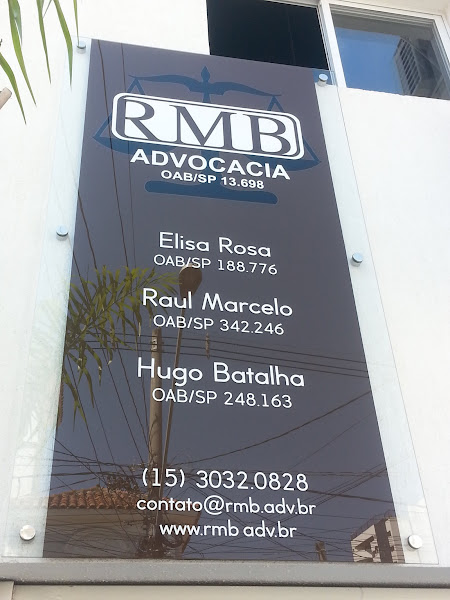 RMB
ADVOCACIA
OAB/SP 13.698
Elisa Rosa
OAB/SP 188.776
Raul Marcelo
OAB/SP 342.246
Hugo Batalha
OAB/SP 248.163
(15) 3032.0828
contato@rmb.adv.br
www.rmb.adv.br